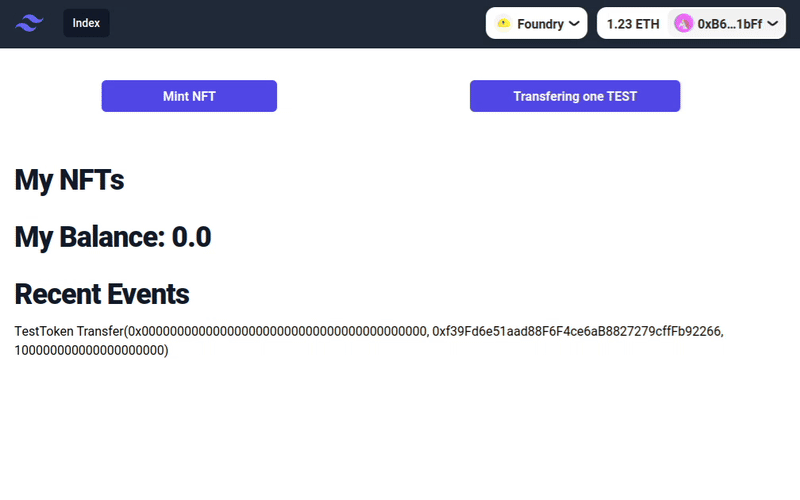 Index
Foundry
1.23 ETH
0xB6...1bFf
Mint NFT
Transfering one TEST
My NFTs
My Balance: 0.0
Recent Events
TestToken Transfer(0x0000000000000000000000000000000000000000, 0xf39Fd6e51aad88F6F4ce6aB8827279cffFb92266,
100000000000000000000)